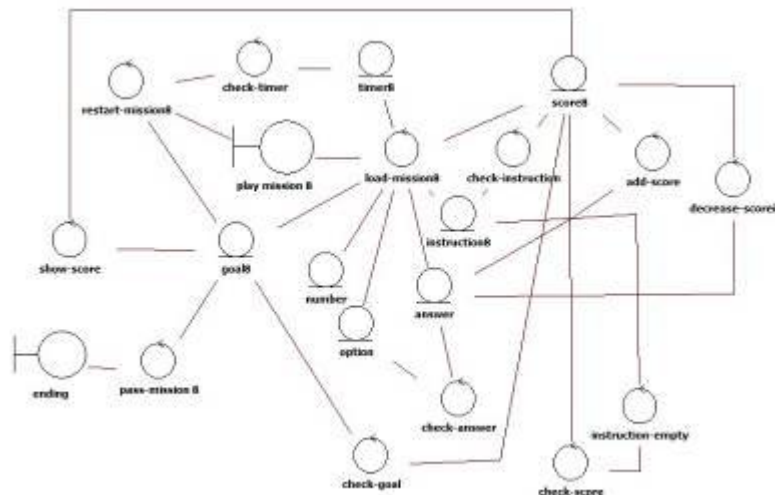 check-timer
timer8
score8
restart-mission8
play mission 8
load-mission8
check-instruction
add-score
decrease-scorei
show-score
goal8
instruction8
number
answer
option
ending
pass-mission 8
check-answer
instruction-empty
check-goal
check-score